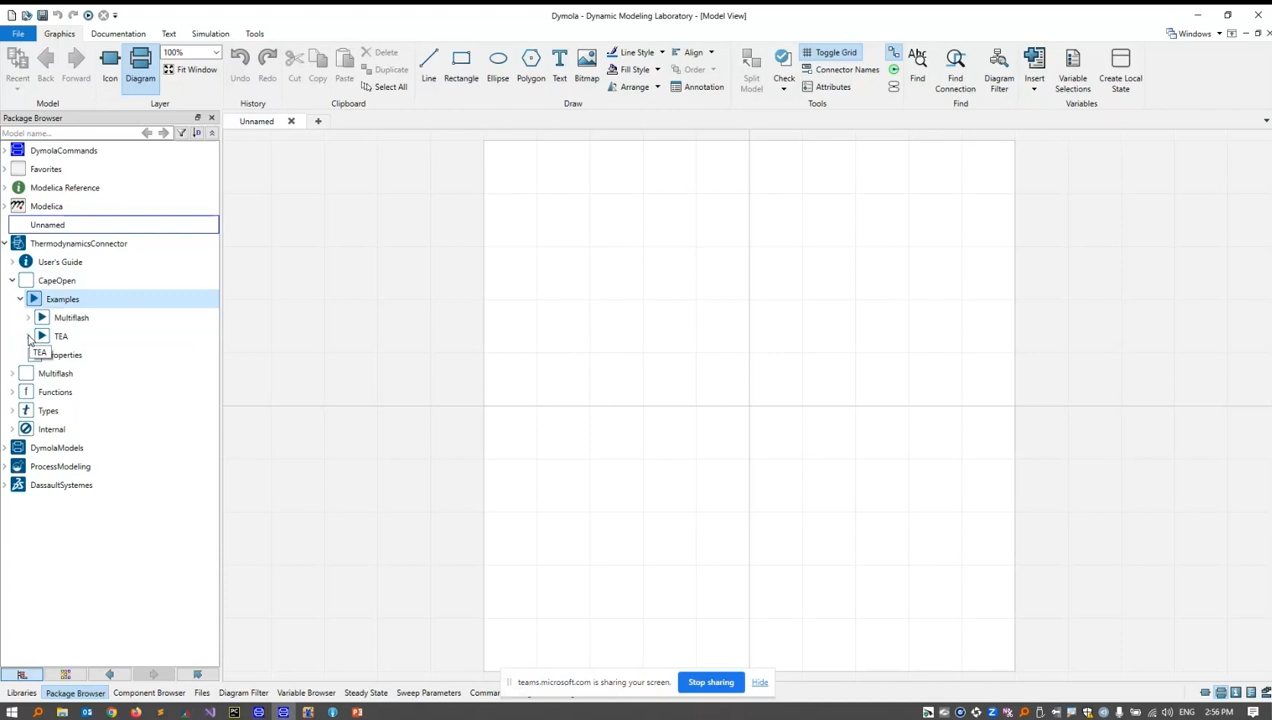 Dymola - Dynamic Modeling Laboratory - [Model View]
File Graphics Documentation Text Simulation Tools Windows
Recent Back Forward Icon Diagram 100% Fit Window Undo Redo Cut Copy Paste Delete Duplicate Select All Line Rectangle Ellipse Polygon Text Bitmap Line Style Fill Style Arrange Align Order Annotation Split Model Check Toggle Grid Connector Names Attributes Find Find Connection Diagram Filter Insert Variable Selections Create Local State
Model Layer History Clipboard Draw Tools Find Variables
Package Browser
Unnamed
Model name...
DymolaCommands
Favorites
Modelica Reference
Modelica
Unnamed
ThermodynamicsConnector
User's Guide
CapeOpen
Examples
Multiflash
TEA
TEA
roperties
Multiflash
Functions
Types
Internal
DymolaModels
ProcessModeling
DassaultSystemes
teams.microsoft.com is sharing your screen. Stop sharing Hide
Libraries Package Browser Component Browser Files Diagram Filter Variable Browser Steady State Sweep Parameters Comman
ENG 2:56 PM